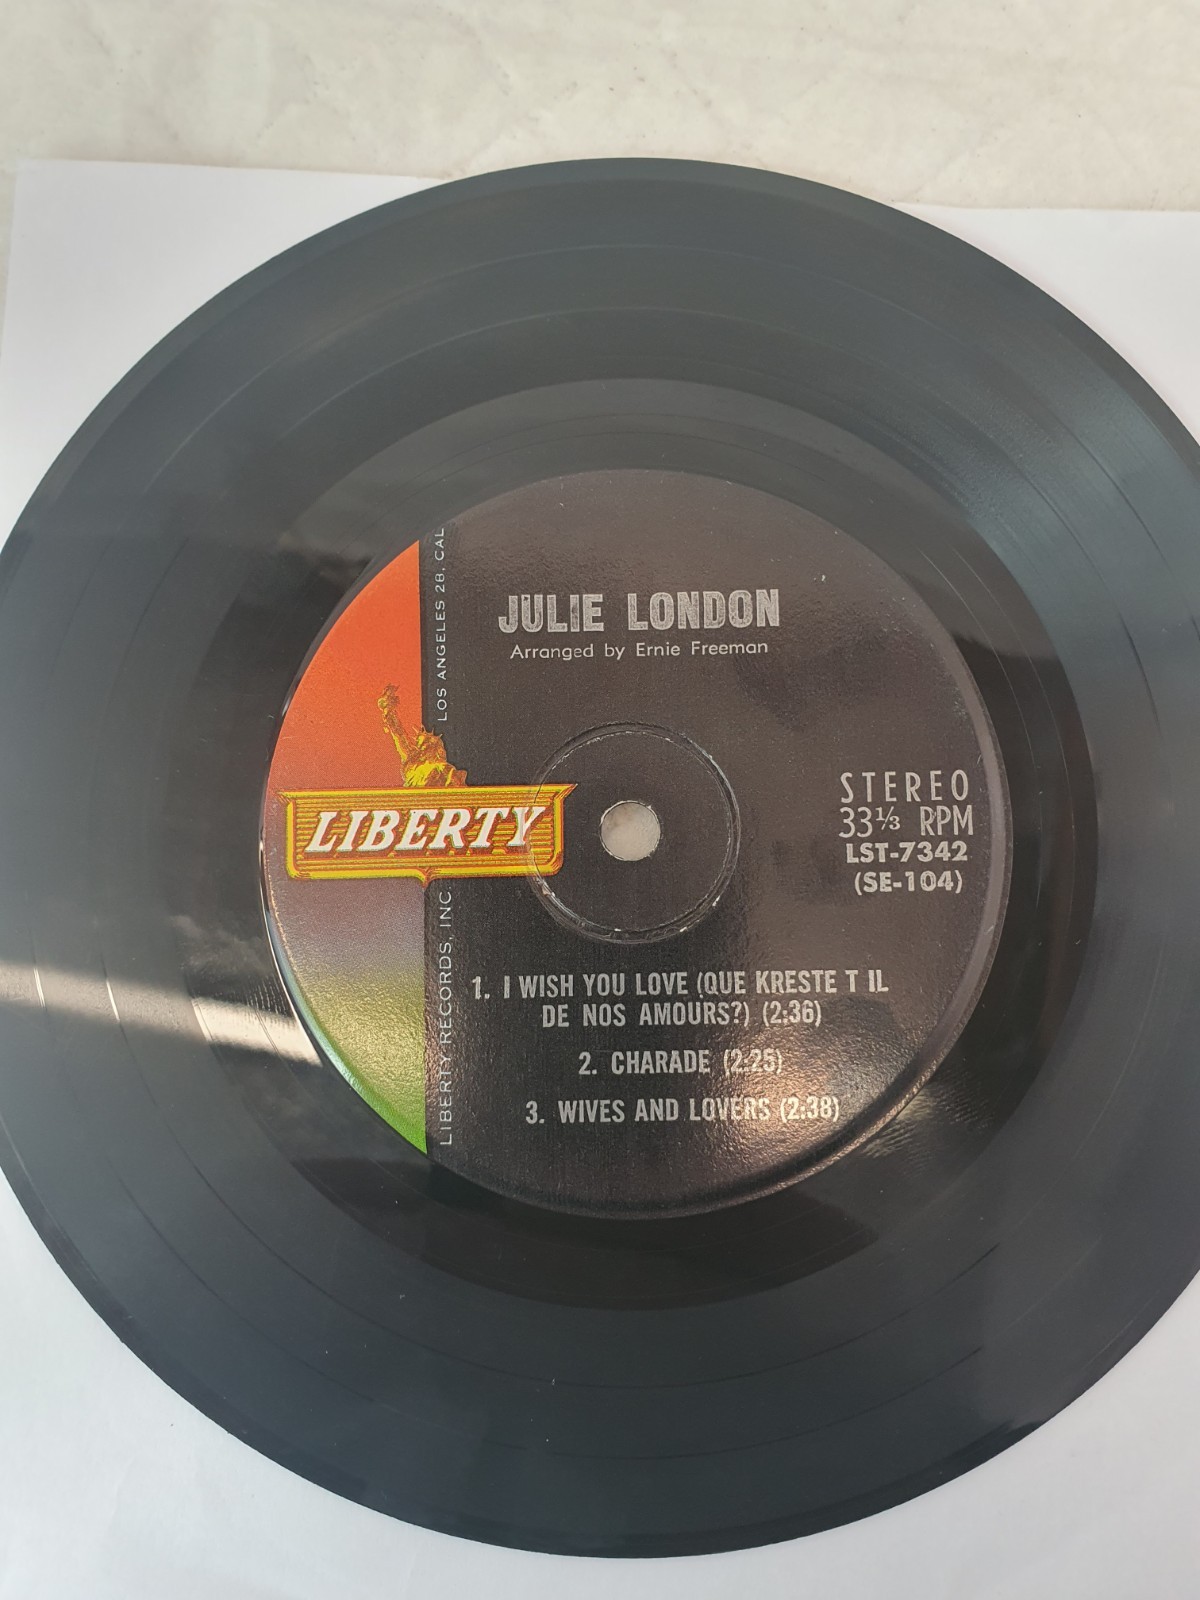 JULIE LONDON
Arranged by Ernie Freeman
LIBERTY
LIBERTY RECORDS, INC.
LOS ANGELES 28, CAL
STEREO
33⅓ RPM
LST-7342
(SE-104)
1. I WISH YOU LOVE (QUE KRESTE T IL
DE NOS AMOURS?) (2:36)
2. CHARADE (2:25)
3. WIVES AND LOVERS (2:38)